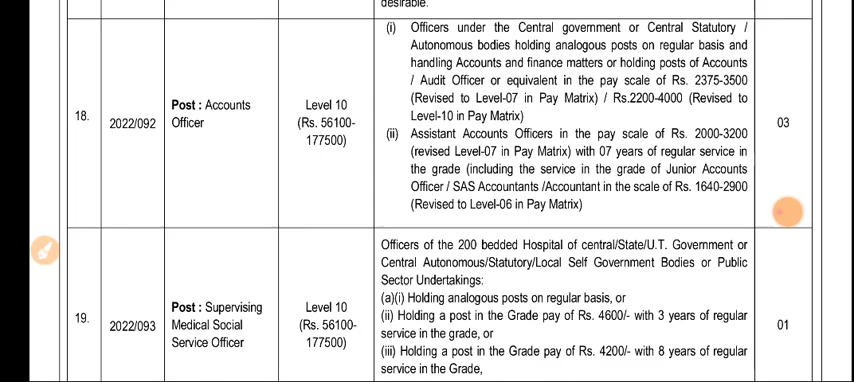 desirable.
18.
2022/092
Post : Accounts
Officer
Level 10
(Rs. 56100-
177500)
(i) Officers under the Central government or Central Statutory /
Autonomous bodies holding analogous posts on regular basis and
handling Accounts and finance matters or holding posts of Accounts
/ Audit Officer or equivalent in the pay scale of Rs. 2375-3500
(Revised to Level-07 in Pay Matrix) / Rs.2200-4000 (Revised to
Level-10 in Pay Matrix)
(ii) Assistant Accounts Officers in the pay scale of Rs. 2000-3200
(revised Level-07 in Pay Matrix) with 07 years of regular service in
the grade (including the service in the grade of Junior Accounts
Officer / SAS Accountants /Accountant in the scale of Rs. 1640-2900
(Revised to Level-06 in Pay Matrix)
03
19.
2022/093
Post : Supervising
Medical Social
Service Officer
Level 10
(Rs. 56100-
177500)
Officers of the 200 bedded Hospital of central/State/U.T. Government or
Central Autonomous/Statutory/Local Self Government Bodies or Public
Sector Undertakings:
(a)(i) Holding analogous posts on regular basis, or
(ii) Holding a post in the Grade pay of Rs. 4600/- with 3 years of regular
service in the grade, or
(iii) Holding a post in the Grade pay of Rs. 4200/- with 8 years of regular
service in the Grade,
01